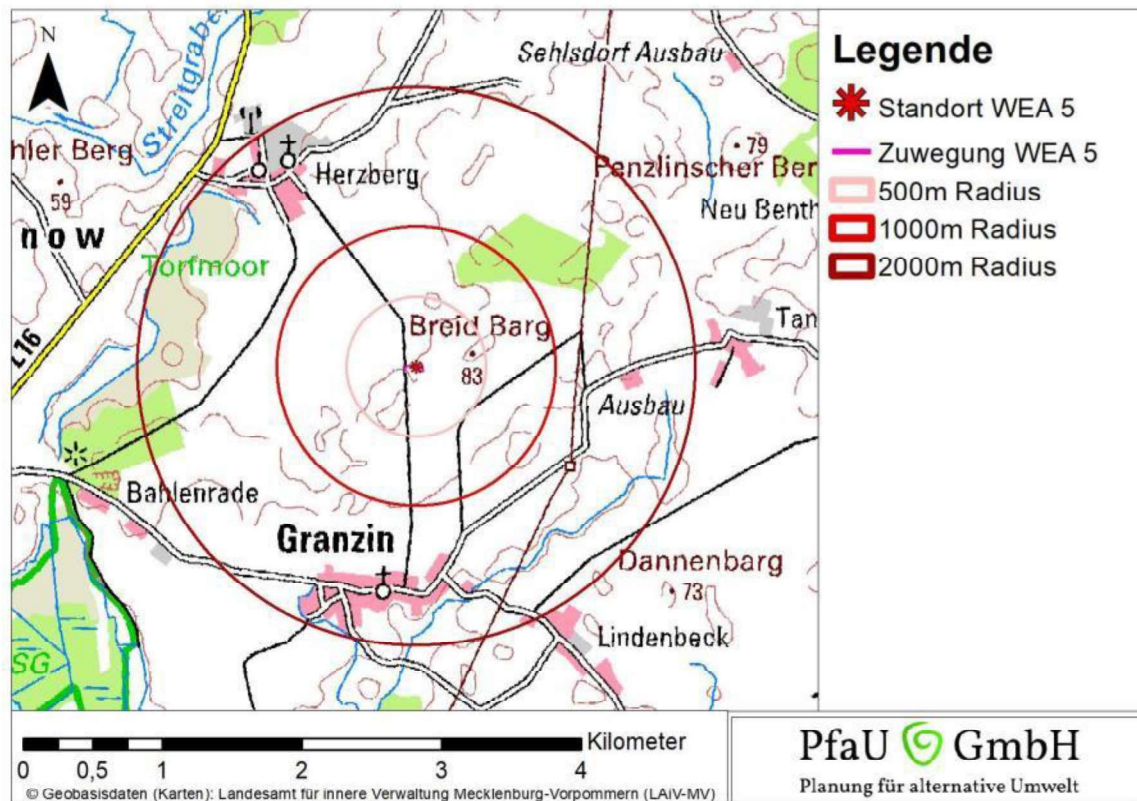 N
Streitgrabe
Sehlsdorf Ausbau
hler Berg
59
Herzberg
79
Penzlinscher Ber
Neu Benth
now
Torfmoor
L16
Breid Barg
83
Tan
Ausbau
Bahlenrade
Granzin
Dannenbarg
73
Lindenbeck
SG
Legende
Standort WEA 5
Zuwegung WEA 5
500m Radius
1000m Radius
2000m Radius
Kilometer
0 0,5 1 2 3 4
© Geobasisdaten (Karten): Landesamt für innere Verwaltung Mecklenburg-Vorpommern (LAiV-MV)
PfaU GmbH
Planung für alternative Umwelt